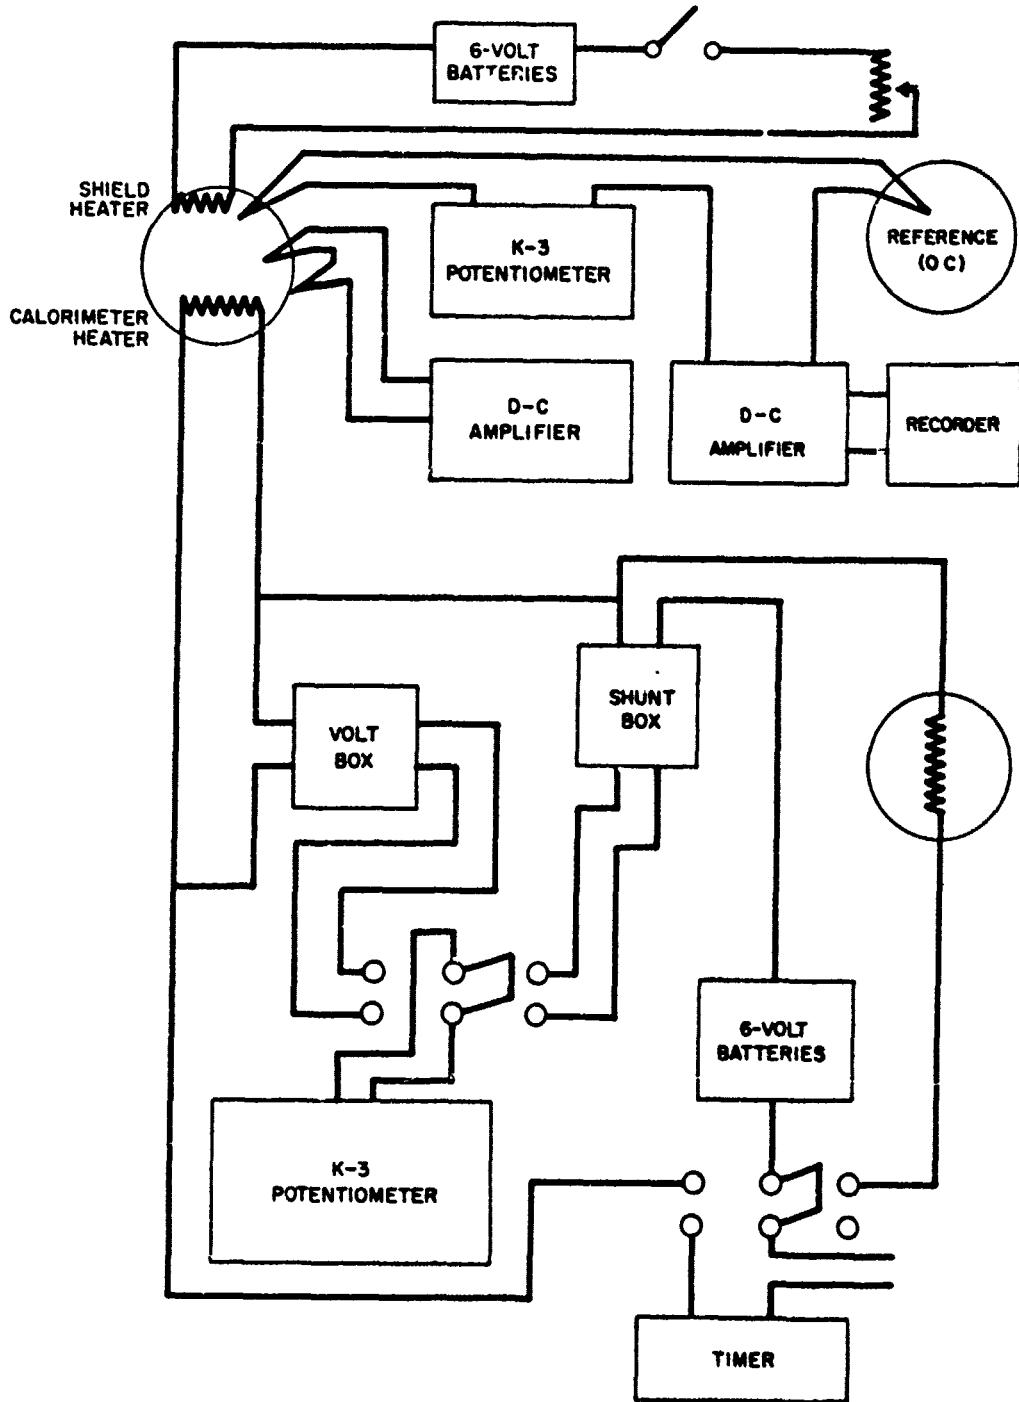 6-VOLT
BATTERIES
SHIELD
HEATER
K-3
POTENTIOMETER
REFERENCE
(0 C)
CALORIMETER
HEATER
D-C
AMPLIFIER
D-C
AMPLIFIER
RECORDER
SHUNT
BOX
VOLT
BOX
6-VOLT
BATTERIES
K-3
POTENTIOMETER
TIMER